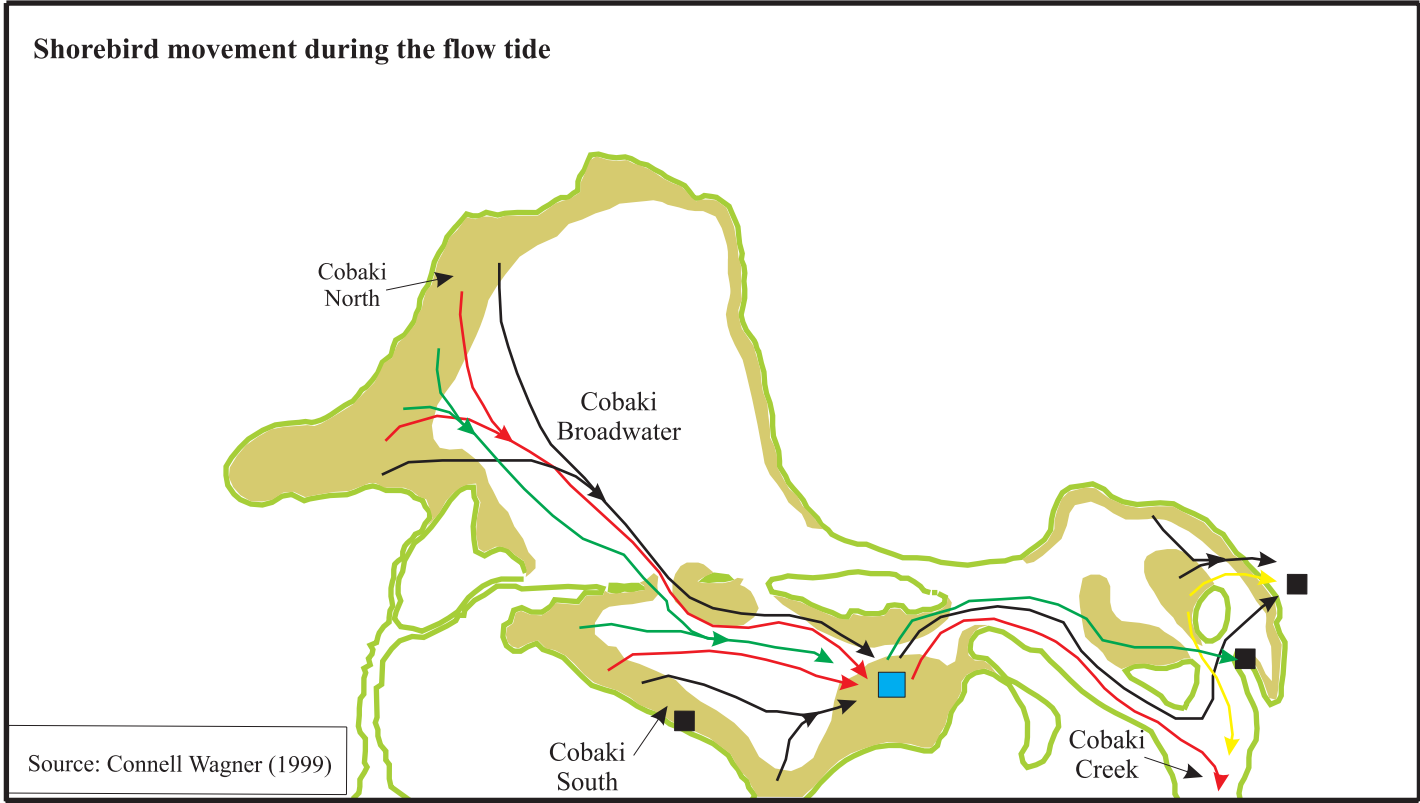 Shorebird movement during the flow tide
Cobaki
North
Cobaki
Broadwater
Cobaki
South
Cobaki
Creek
Source: Connell Wagner (1999)